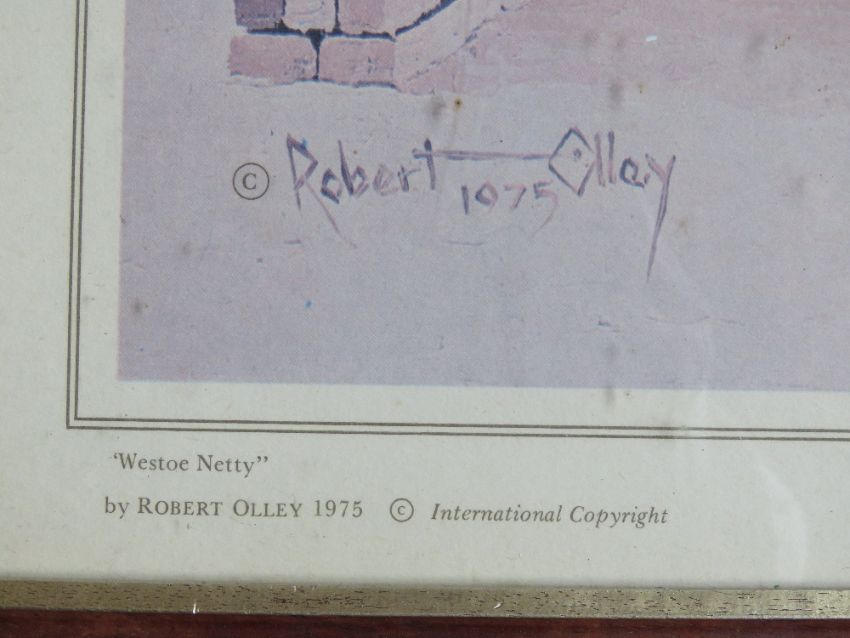 © Robert Olley
1975
‘Westoe Netty”
by ROBERT OLLEY 1975 © International Copyright